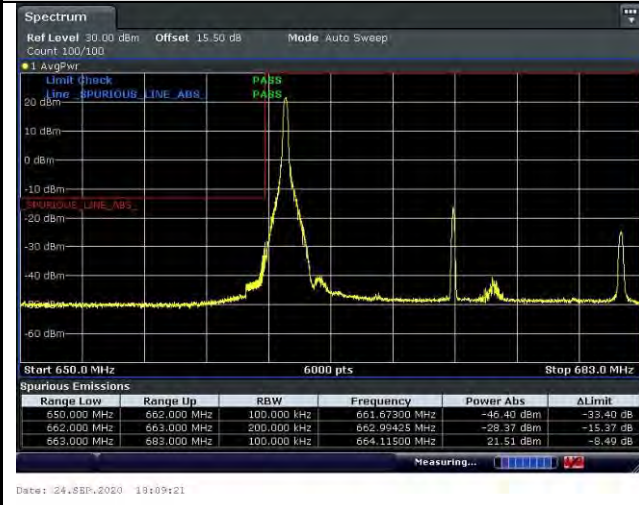 Spectrum
Ref Level 30.00 dBm Offset 15.50 dB Mode Auto Sweep
Count 100/100
1 AvgPwr
Limit Check PASS
Line _SPURIOUS_LINE_ABS_ PASS
20 dBm
10 dBm
0 dBm
-10 dBm
_SPURIOUS_LINE_ABS_
-20 dBm
-30 dBm
-40 dBm
-50 dBm
-60 dBm
Start 650.0 MHz 6000 pts Stop 683.0 MHz
Spurious Emissions
Range Low Range Up RBW Frequency Power Abs ΔLimit
650.000 MHz 662.000 MHz 100.000 kHz 661.67300 MHz -46.40 dBm -33.40 dB
662.000 MHz 663.000 MHz 200.000 kHz 662.99425 MHz -28.37 dBm -15.37 dB
663.000 MHz 683.000 MHz 100.000 kHz 664.11500 MHz 21.51 dBm -8.49 dB
Measuring...
Date: 24.SEP.2020 18:09:21